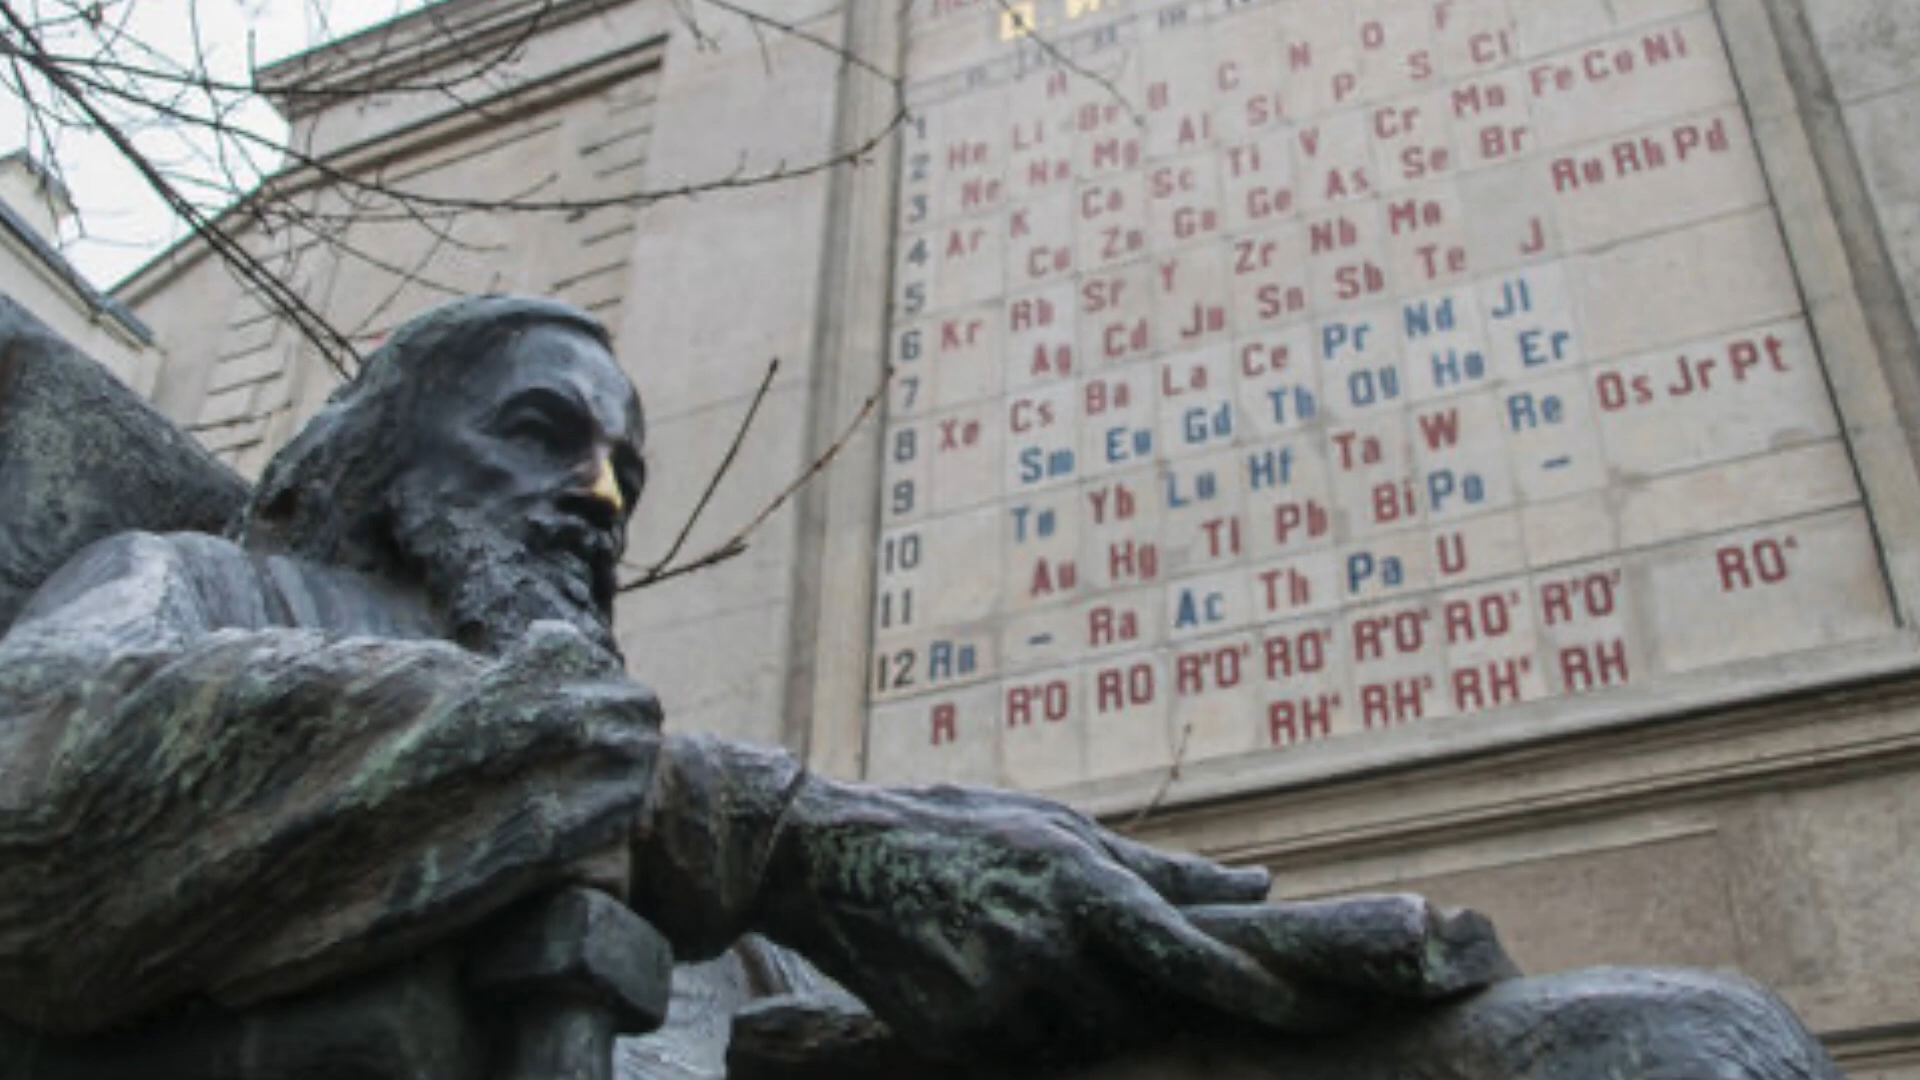 1 H
2 He Li Be B C N O F
3 Ne Na Mg Al Si P S Cl
4 Ar K Ca Sc Ti V Cr Mn Fe Co Ni
5 Cu Zn Ga Ge As Se Br
6 Kr Rb Sr Y Zr Nb Mo Ru Rh Pd
7 Ag Cd Jn Sn Sb Te J
8 Xe Cs Ba La Ce Pr Nd Jl
9 Sm Eu Gd Tb Dy Ho Er
10 Tu Yb Lu Hf Ta W Re Os Jr Pt
11 Au Hg Tl Pb Bi Po –
12 Rn – Ra Ac Th Pa U
R R²O RO R²O³ RO² R²O⁵ RO³ R²O⁷ RO⁴
RH⁴ RH³ RH² RH